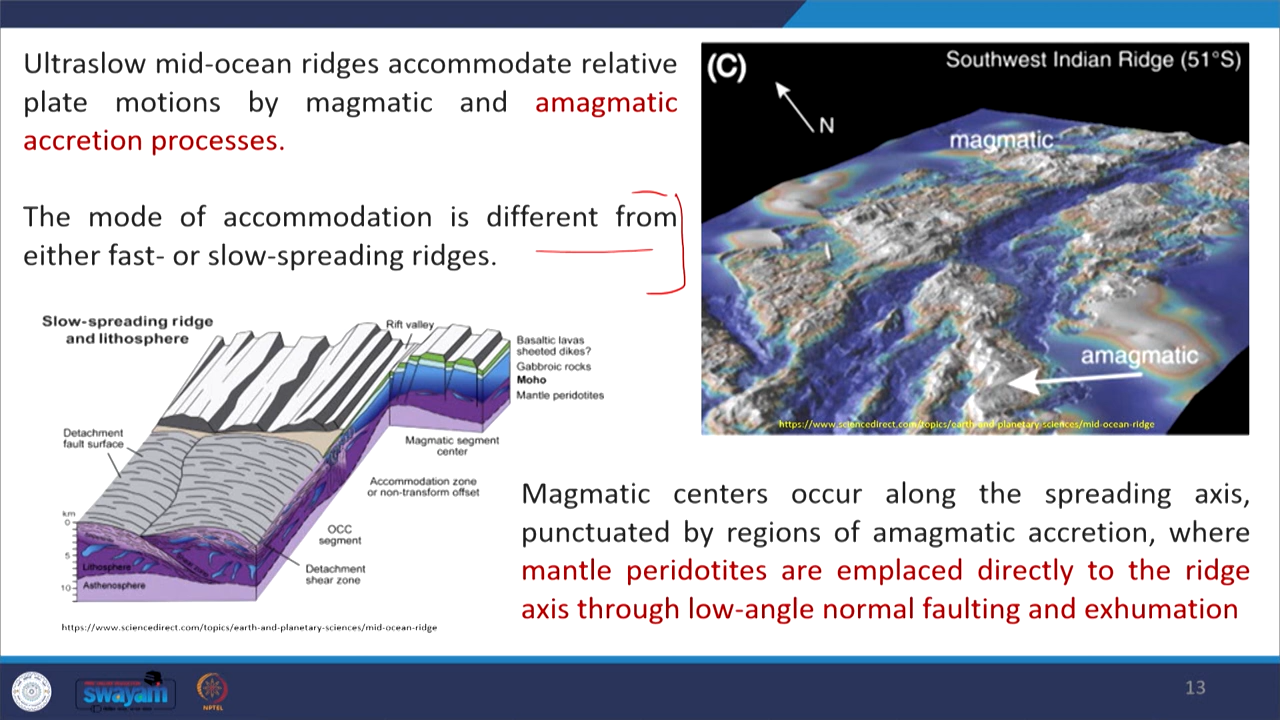 Ultraslow mid-ocean ridges accommodate relative
plate motions by magmatic and amagmatic
accretion processes.
The mode of accommodation is different from
either fast- or slow-spreading ridges.
(C)
Southwest Indian Ridge (51°S)
N
magmatic
amagmatic
https://www.sciencedirect.com/topics/earth-and-planetary-sciences/mid-ocean-ridge
Slow-spreading ridge
and lithosphere
Rift valley
Basaltic lavas
sheeted dikes?
Gabbroic rocks
Moho
Mantle peridotites
Detachment
fault surface
Magmatic segment
center
Accommodation zone
or non-transform offset
km
0
5
10
OCC
segment
Detachment
shear zone
Lithosphere
Asthenosphere
https://www.sciencedirect.com/topics/earth-and-planetary-sciences/mid-ocean-ridge
Magmatic centers occur along the spreading axis,
punctuated by regions of amagmatic accretion, where
mantle peridotites are emplaced directly to the ridge
axis through low-angle normal faulting and exhumation
swayam
NPTEL
13